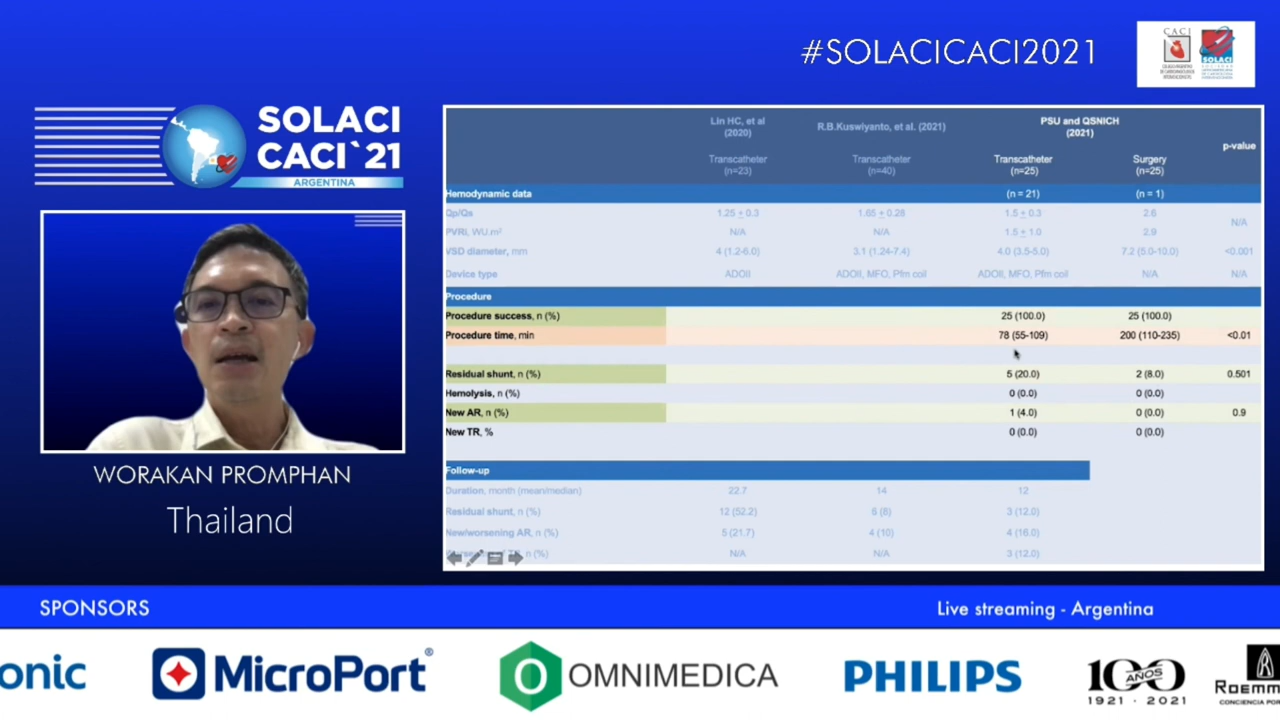 #SOLACICACI2021
CACI
SOLACI
SOLACI
CACI`21
ARGENTINA
WORAKAN PROMPHAN
Thailand
Lin HC, et al (2020) R.B.Kuswiyanto, et al. (2021) PSU and QSNICH (2021) p-value
Transcatheter (n=23) Transcatheter (n=40) Transcatheter (n=25) Surgery (n=25)
Hemodynamic data (n = 21) (n = 1)
Qp/Qs 1.25 ± 0.3 1.65 ± 0.28 1.5 ± 0.3 2.6 N/A
PVRI, WU.m² N/A N/A 1.5 ± 1.0 2.9
VSD diameter, mm 4 (1.2-6.0) 3.1 (1.24-7.4) 4.0 (3.5-5.0) 7.2 (5.0-10.0) <0.001
Device type ADOII ADOII, MFO, Pfm coil ADOII, MFO, Pfm coil N/A N/A
Procedure
Procedure success, n (%) 25 (100.0) 25 (100.0)
Procedure time, min 78 (55-109) 200 (110-235) <0.01
Residual shunt, n (%) 5 (20.0) 2 (8.0) 0.501
Hemolysis, n (%) 0 (0.0) 0 (0.0)
New AR, n (%) 1 (4.0) 0 (0.0) 0.9
New TR, % 0 (0.0) 0 (0.0)
Follow-up
Duration, month (mean/median) 22.7 14 12
Residual shunt, n (%) 12 (52.2) 6 (8) 3 (12.0)
New/worsening AR, n (%) 5 (21.7) 4 (10) 4 (16.0)
n (%) N/A N/A 3 (12.0)
SPONSORS Live streaming - Argentina
onic MicroPort® OMNIMEDICA PHILIPS 100 AÑOS 1921 · 2021 Roemm
CONCIENCIA POR